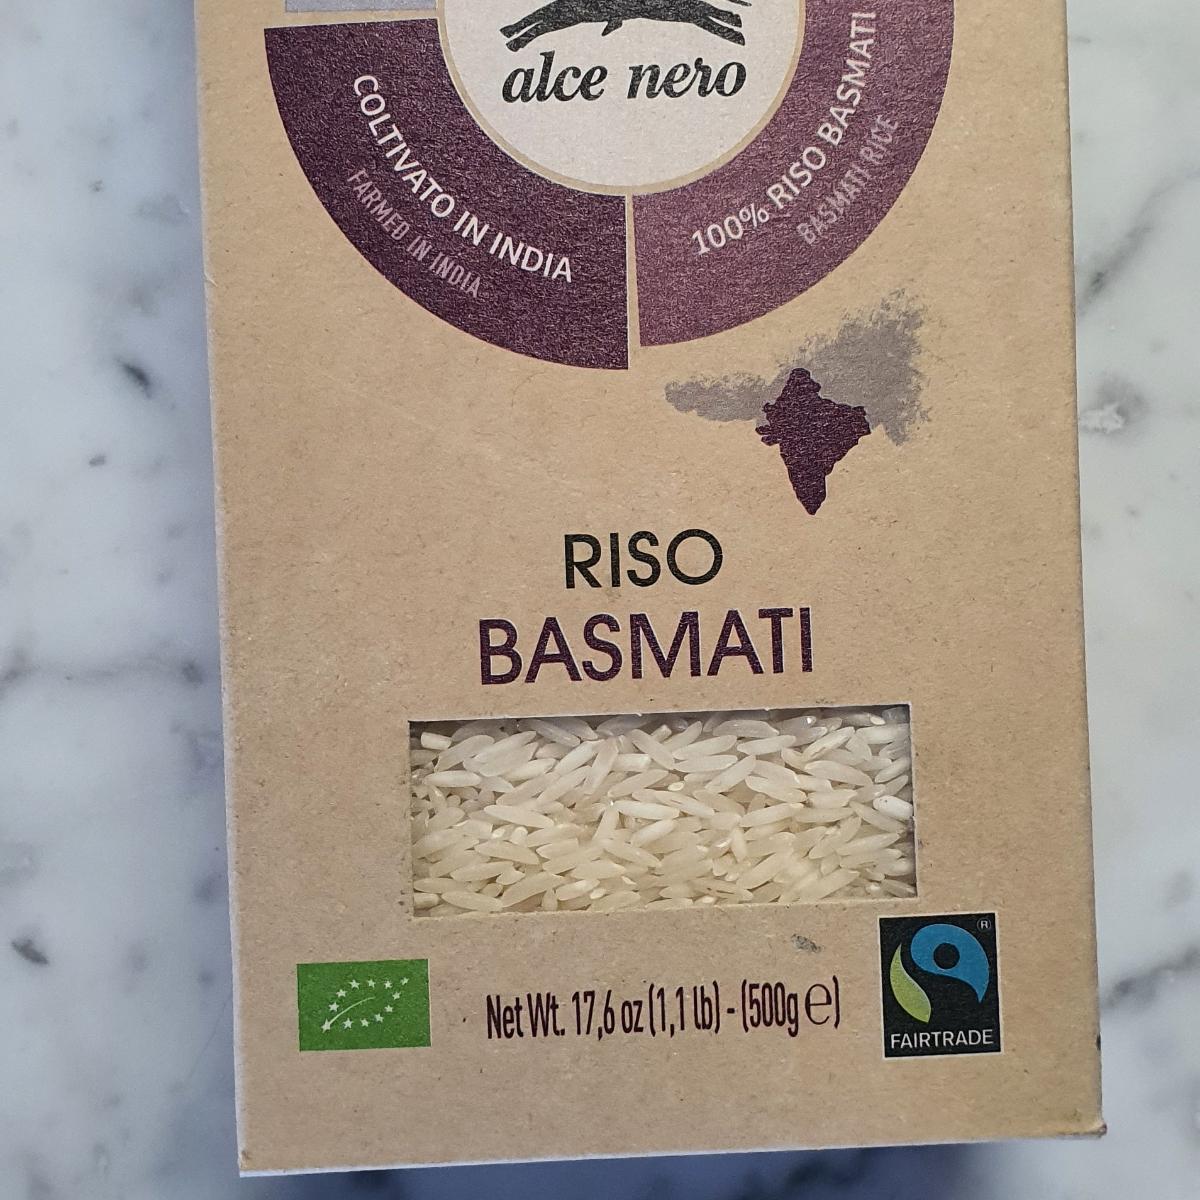 alce nero
COLTIVATO IN INDIA
FARMED IN INDIA
100% RISO BASMATI
BASMATI RICE
RISO
BASMATI
Net Wt. 17,6 oz (1,1 lb) - (500g ℮)
®
FAIRTRADE